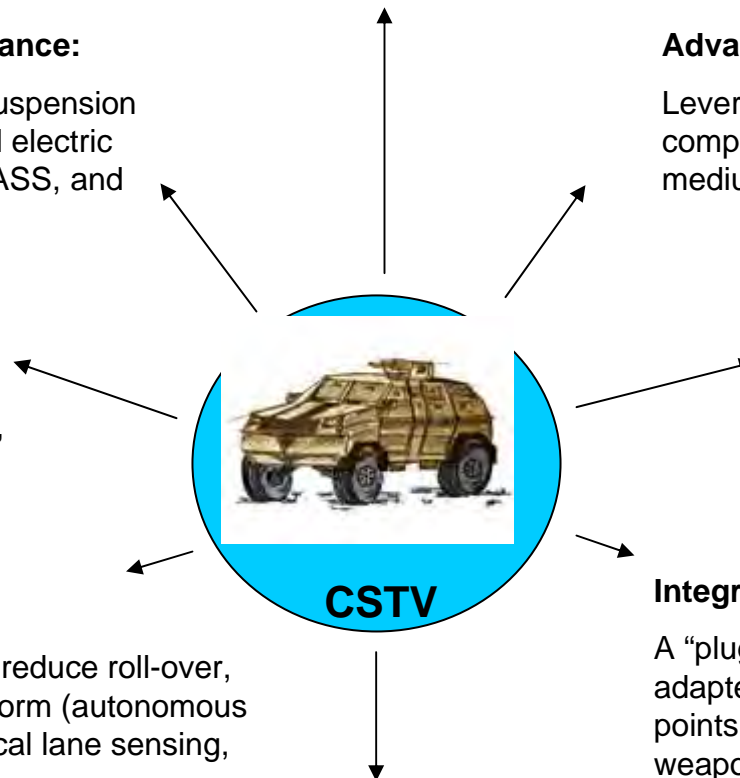 ance:
uspension
l electric
ASS, and
Adva
Lever
comp
mediu
,
CSTV
reduce roll-over,
orm (autonomous
cal lane sensing,
Integr
A “plug
adapte
points
weapo